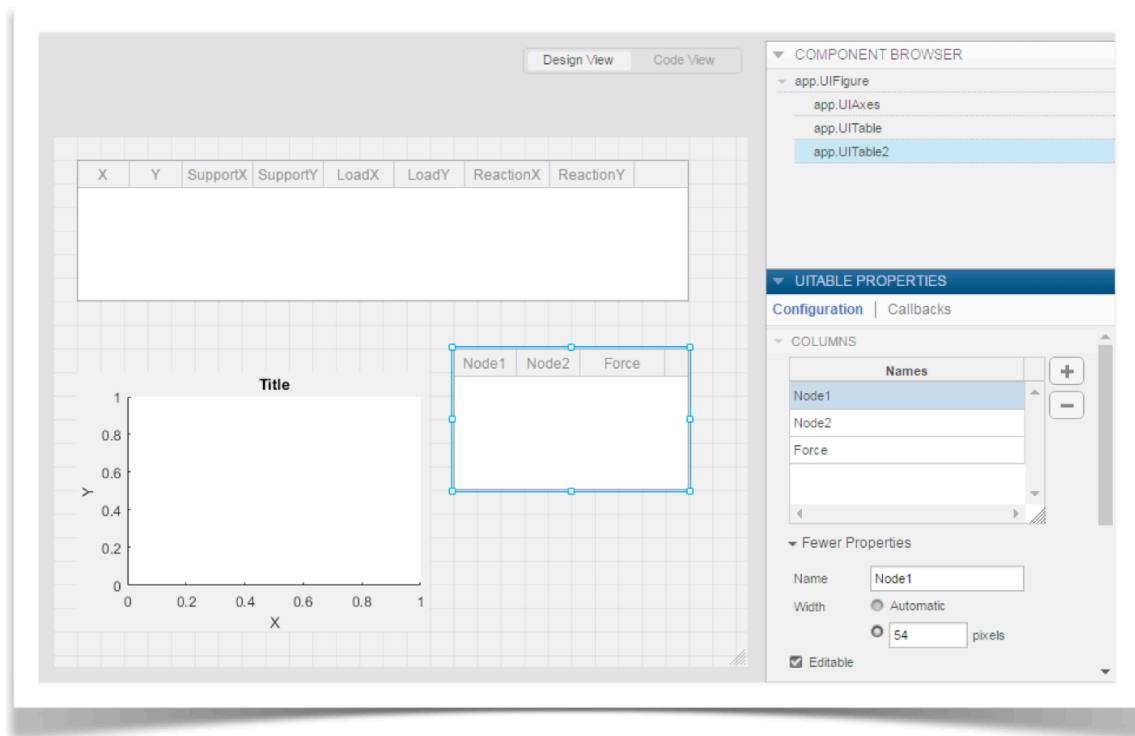 Design View Code View
X Y SupportX SupportY LoadX LoadY ReactionX ReactionY
Node1 Node2 Force
Title
1
0.8
0.6
0.4
0.2
0
Y
0 0.2 0.4 0.6 0.8 1
X
COMPONENT BROWSER
app.UIFigure
app.UIAxes
app.UITable
app.UITable2
UITABLE PROPERTIES
Configuration | Callbacks
COLUMNS
Names
Node1
Node2
Force
Fewer Properties
Name Node1
Width Automatic
54 pixels
Editable